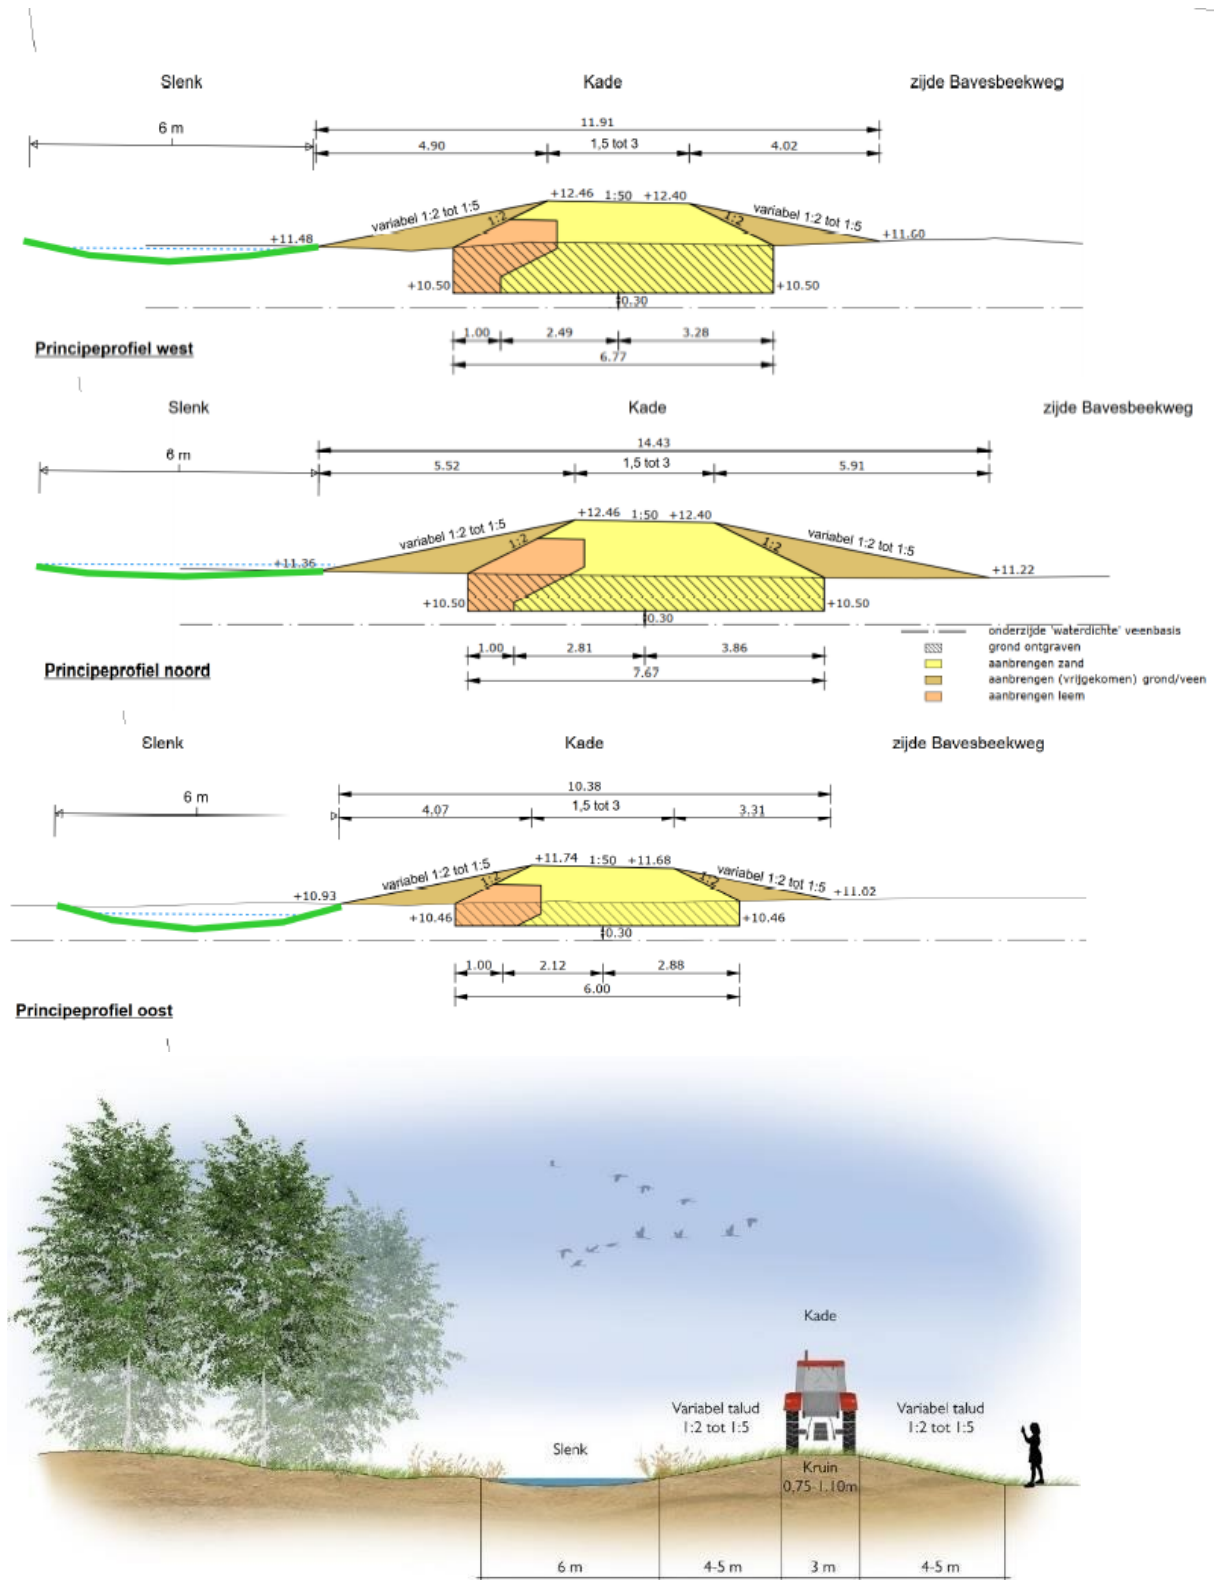 Slenk Kade zijde Bavesbeekweg
6 m 11.91
4.90 1,5 tot 3 4.02
+12.46 1:50 +12.40
variabel 1:2 tot 1:5 1:2 1:2 variabel 1:2 tot 1:5
+11.48 +11.60
+10.50 +10.50
0.30
1.00 2.49 3.28
6.77
Principeprofiel west
Slenk Kade zijde Bavesbeekweg
6 m 14.43
5.52 1,5 tot 3 5.91
+12.46 1:50 +12.40
variabel 1:2 tot 1:5 1:2 1:2 variabel 1:2 tot 1:5
+11.36 +11.22
+10.50 +10.50
0.30
onderzijde 'waterdichte' veenbasis
grond ontgraven
aanbrengen zand
aanbrengen (vrijgekomen) grond/veen
aanbrengen leem
1.00 2.81 3.86
7.67
Principeprofiel noord
Slenk Kade zijde Bavesbeekweg
6 m 10.38
4.07 1,5 tot 3 3.31
+11.74 1:50 +11.68
variabel 1:2 tot 1:5 1:2 1:2 variabel 1:2 tot 1:5
+10.93 +11.02
+10.46 +10.46
0.30
1.00 2.12 2.88
6.00
Principeprofiel oost
Kade
Variabel talud
1:2 tot 1:5
Variabel talud
1:2 tot 1:5
Slenk
Kruin
0,75-1.10m
6 m 4-5 m 3 m 4-5 m